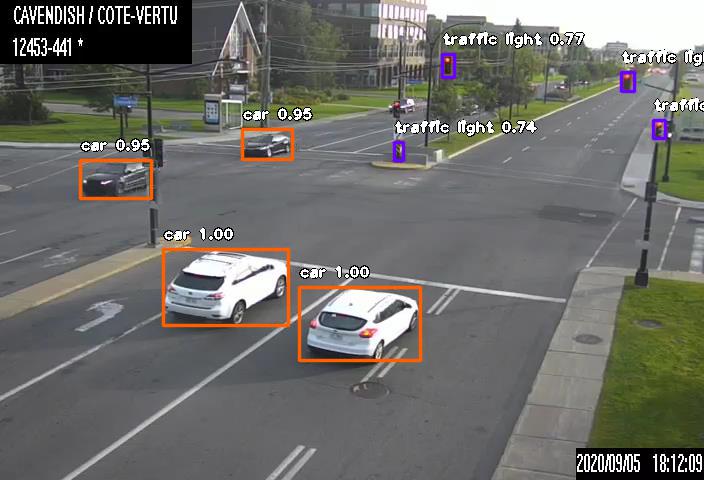 CAVENDISH / COTE-VERTU
12453-441 *
traffic light 0.77
traffic lig
traffic
traffic light 0.74
car 0.95
car 0.95
car 1.00
car 1.00
2020/09/05 18:12:09